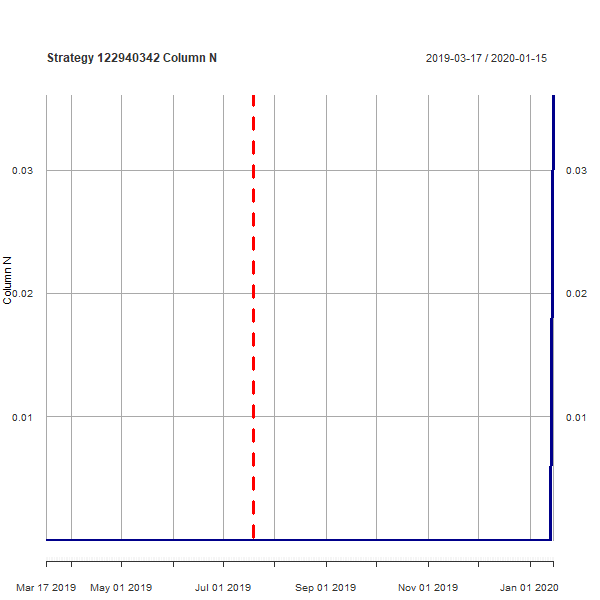 Strategy 122940342 Column N
2019-03-17 / 2020-01-15
0.03
0.03
Column N
0.02
0.02
0.01
0.01
Mar 17 2019
May 01 2019
Jul 01 2019
Sep 01 2019
Nov 01 2019
Jan 01 2020